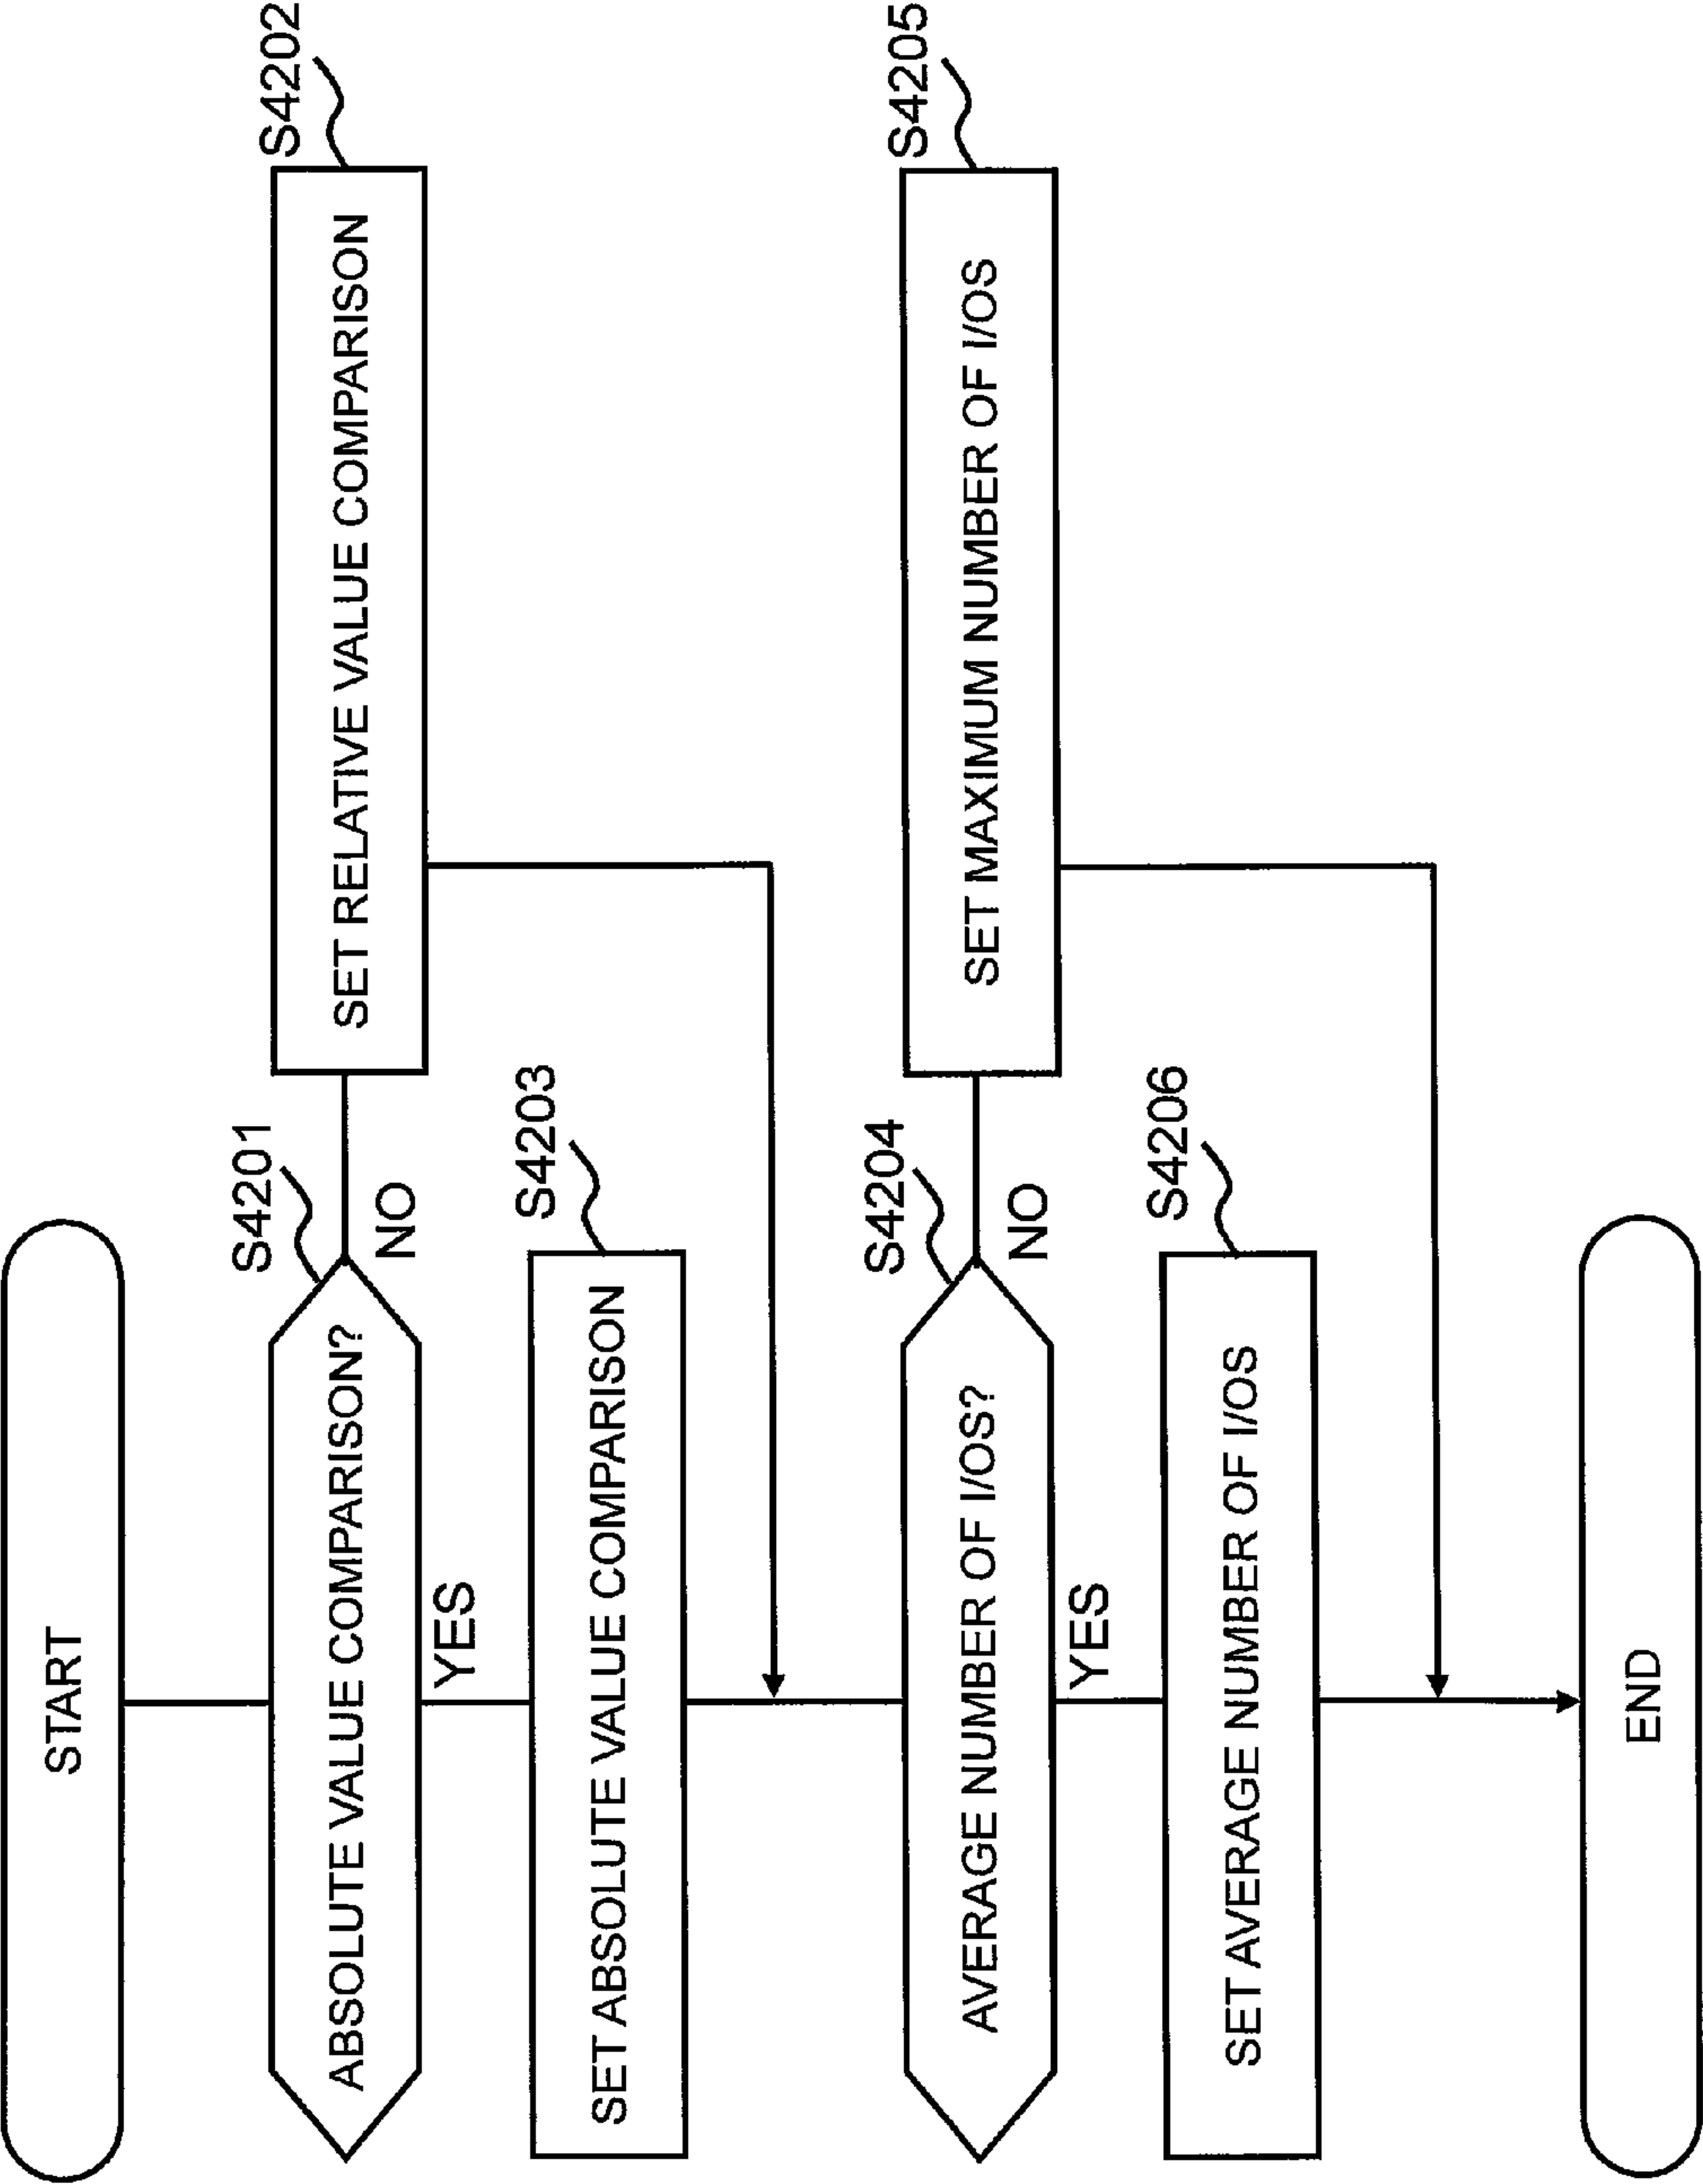 START
S4201
ABSOLUTE VALUE COMPARISON?
NO
S4202
SET RELATIVE VALUE COMPARISON
YES
S4203
SET ABSOLUTE VALUE COMPARISON
S4204
AVERAGE NUMBER OF I/OS?
NO
S4205
SET MAXIMUM NUMBER OF I/OS
YES
S4206
SET AVERAGE NUMBER OF I/OS
END